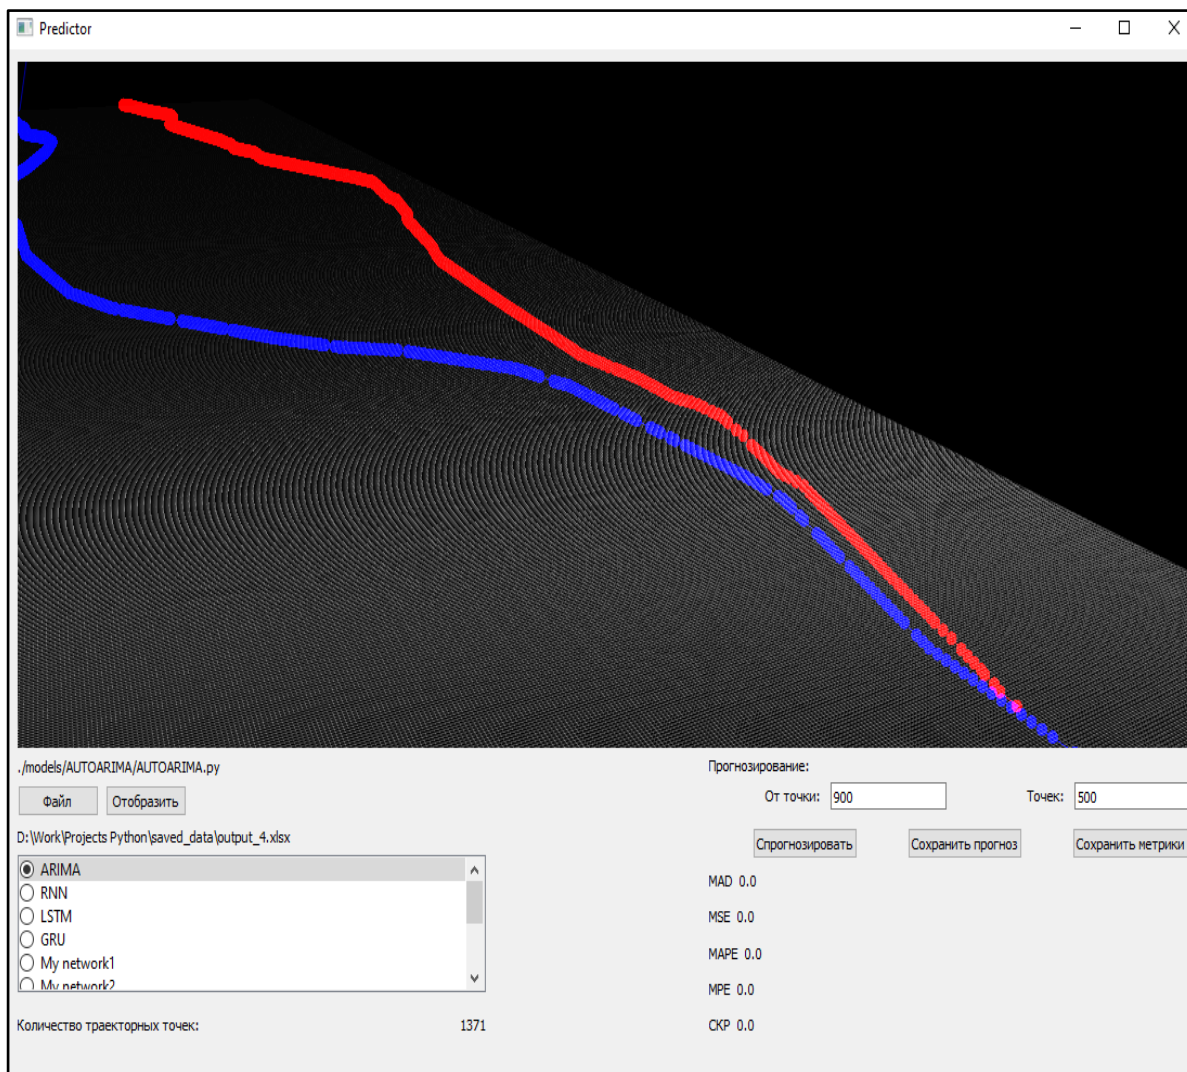 Predictor
./models/AUTOARIMA/AUTOARIMA.py
Файл Отобразить
D:\Work\Projects Python\saved_data\output_4.xlsx
ARIMA
RNN
LSTM
GRU
My network1
My network2
Количество траекторных точек: 1371
Прогнозирование:
От точки: 900 Точек: 500
Спрогнозировать Сохранить прогноз Сохранить метрики
MAD 0.0
MSE 0.0
MAPE 0.0
MPE 0.0
СКР 0.0